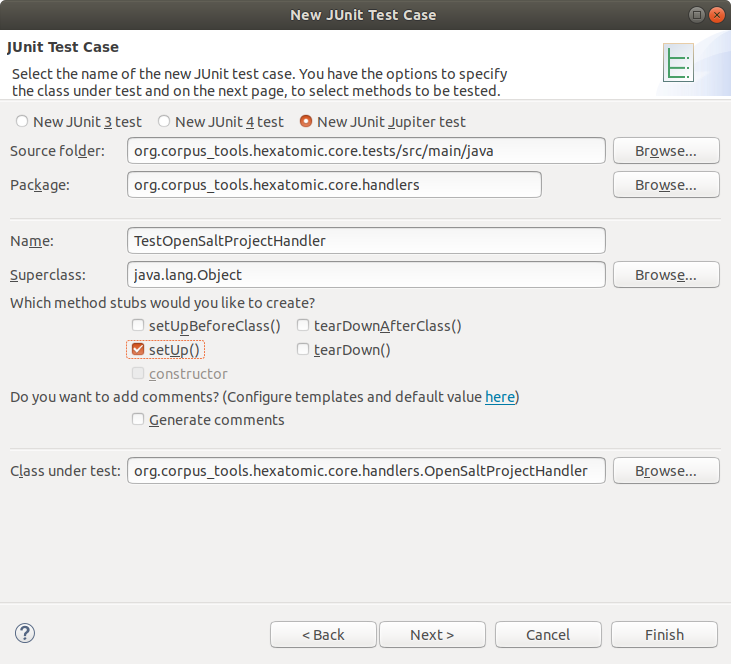 New JUnit Test Case
JUnit Test Case
Select the name of the new JUnit test case. You have the options to specify
the class under test and on the next page, to select methods to be tested.
New JUnit 3 test New JUnit 4 test New JUnit Jupiter test
Source folder: org.corpus_tools.hexatomic.core.tests/src/main/java Browse...
Package: org.corpus_tools.hexatomic.core.handlers Browse...
Name: TestOpenSaltProjectHandler
Superclass: java.lang.Object Browse...
Which method stubs would you like to create?
setUpBeforeClass() tearDownAfterClass()
setUp() tearDown()
constructor
Do you want to add comments? (Configure templates and default value here)
Generate comments
Class under test: org.corpus_tools.hexatomic.core.handlers.OpenSaltProjectHandler Browse...
? < Back Next > Cancel Finish